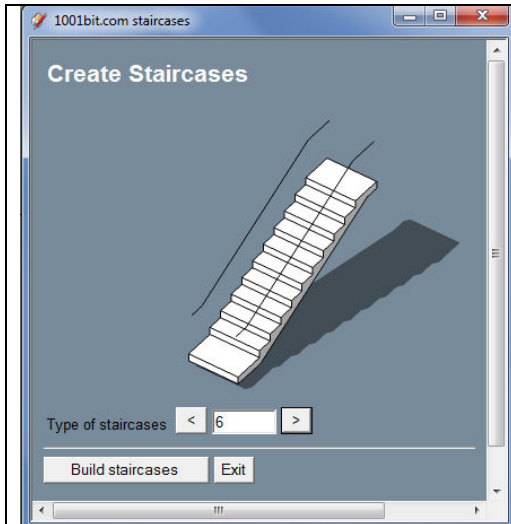 1001bit.com staircases
Create Staircases
Type of staircases < 6 >
Build staircases Exit